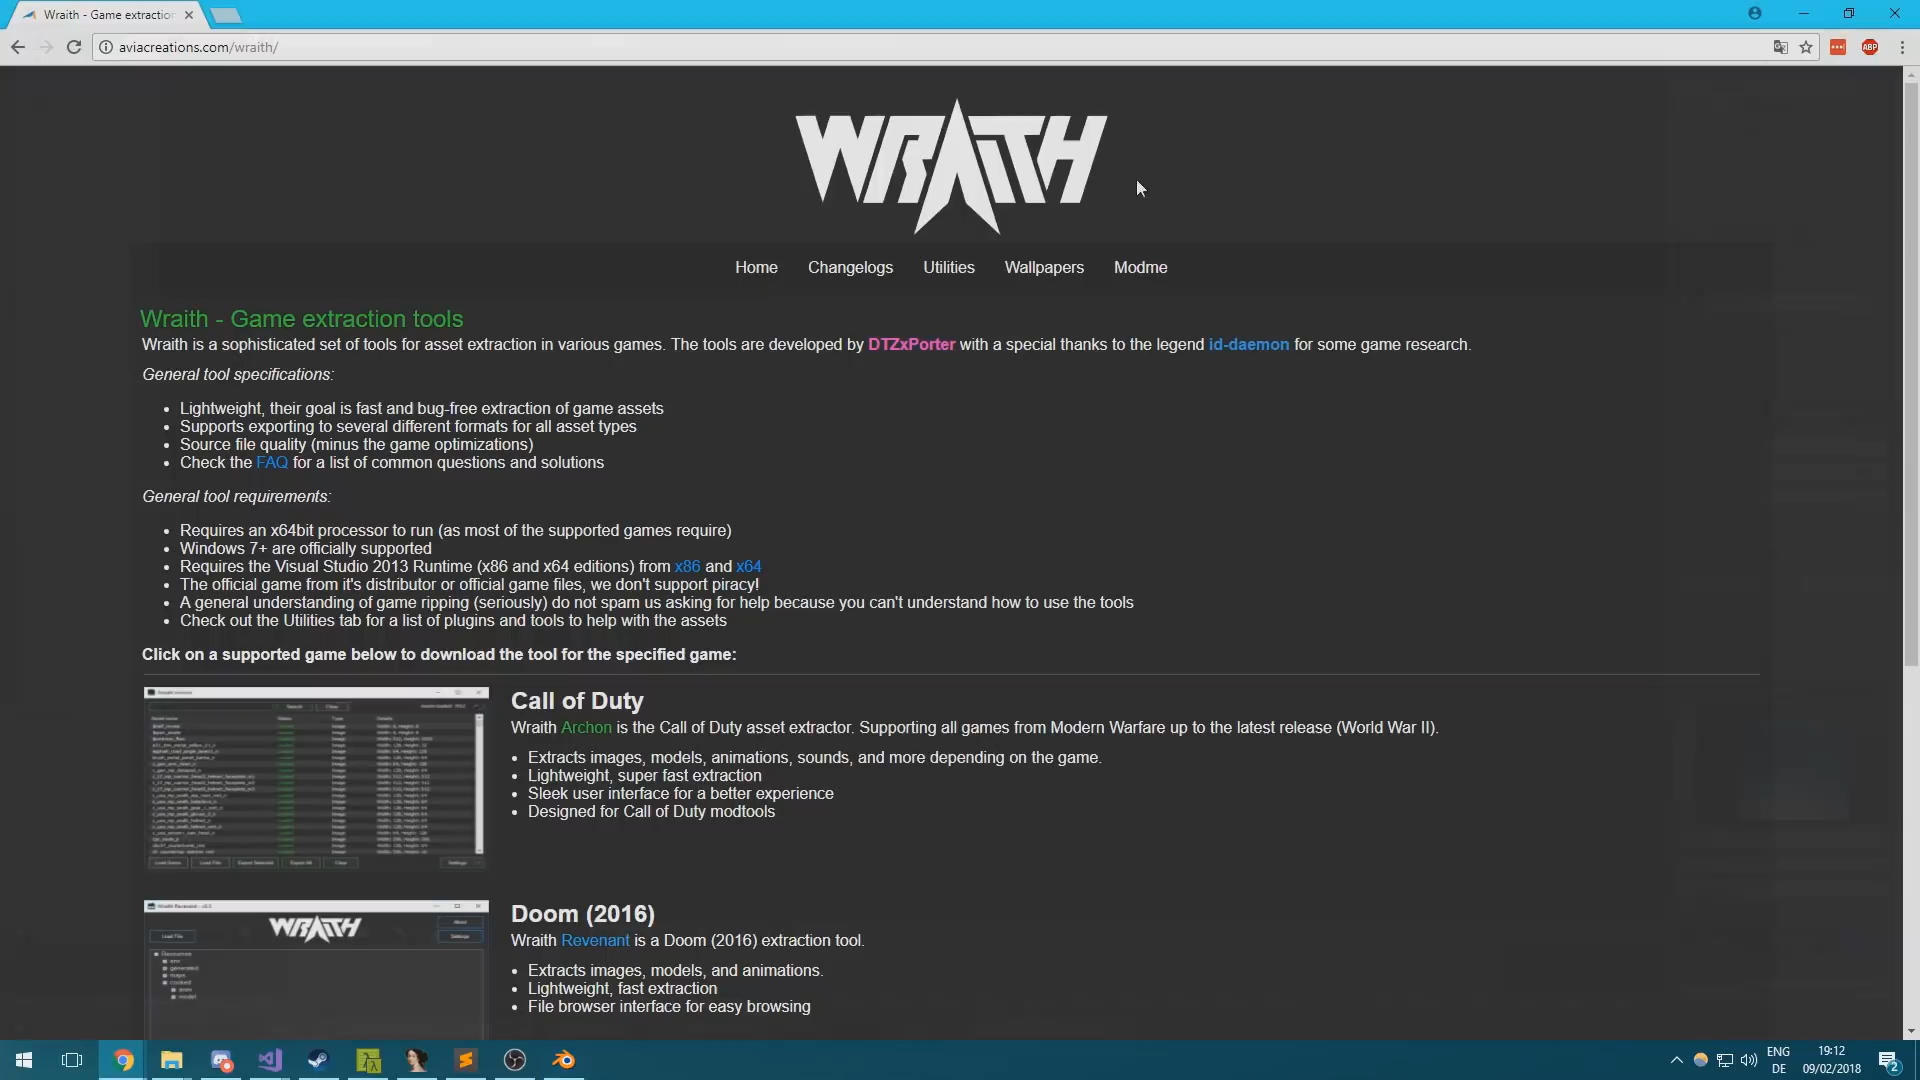 Wraith - Game extraction
aviacreations.com/wraith/
ABP
WRAITH
Home Changelogs Utilities Wallpapers Modme
Wraith - Game extraction tools
Wraith is a sophisticated set of tools for asset extraction in various games. The tools are developed by DTZxPorter with a special thanks to the legend id-daemon for some game research.
General tool specifications:
Lightweight, their goal is fast and bug-free extraction of game assets
Supports exporting to several different formats for all asset types
Source file quality (minus the game optimizations)
Check the FAQ for a list of common questions and solutions
General tool requirements:
Requires an x64bit processor to run (as most of the supported games require)
Windows 7+ are officially supported
Requires the Visual Studio 2013 Runtime (x86 and x64 editions) from x86 and x64
The official game from it's distributor or official game files, we don't support piracy!
A general understanding of game ripping (seriously) do not spam us asking for help because you can't understand how to use the tools
Check out the Utilities tab for a list of plugins and tools to help with the assets
Click on a supported game below to download the tool for the specified game:
Call of Duty
Wraith Archon is the Call of Duty asset extractor. Supporting all games from Modern Warfare up to the latest release (World War II).
Extracts images, models, animations, sounds, and more depending on the game.
Lightweight, super fast extraction
Sleek user interface for a better experience
Designed for Call of Duty modtools
WRAITH
Doom (2016)
Wraith Revenant is a Doom (2016) extraction tool.
Extracts images, models, and animations.
Lightweight, fast extraction
File browser interface for easy browsing
ENG
DE
19:12
09/02/2018
2